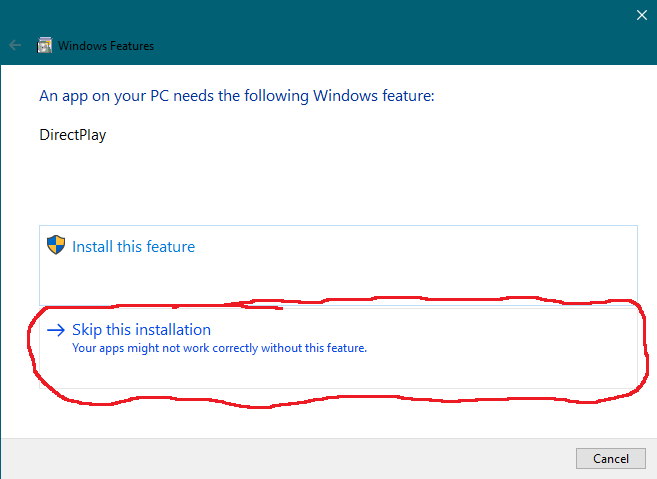 Windows Features
An app on your PC needs the following Windows feature:
DirectPlay
Install this feature
Skip this installation
Your apps might not work correctly without this feature.
Cancel